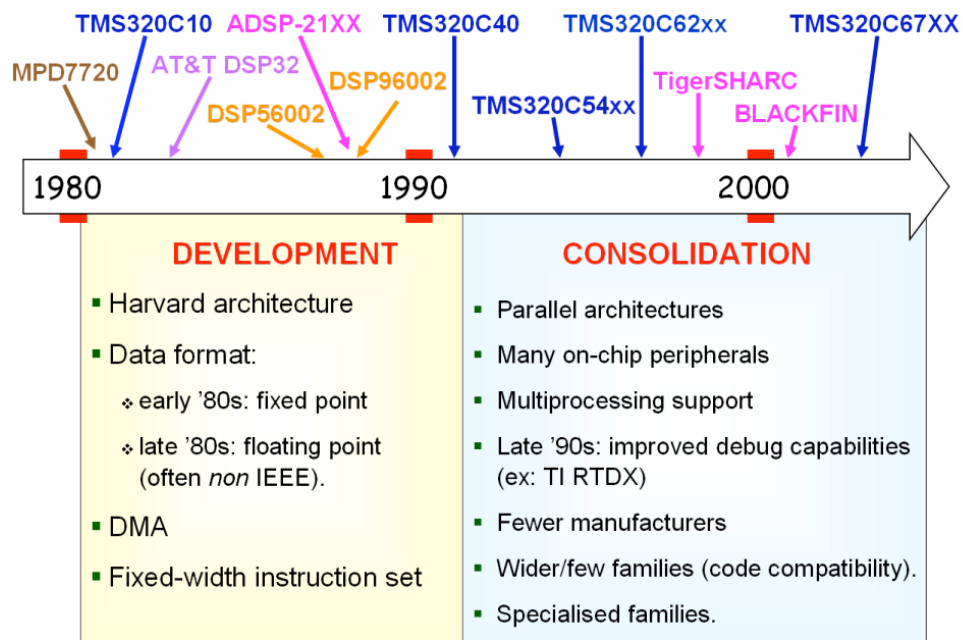 TMS320C10 ADSP-21XX TMS320C40 TMS320C62xx TMS320C67XX
MPD7720 AT&T DSP32 DSP96002 TigerSHARC
DSP56002 TMS320C54xx BLACKFIN
1980 1990 2000
DEVELOPMENT
Harvard architecture
Data format:
early ’80s: fixed point
late ’80s: floating point
(often non IEEE).
DMA
Fixed-width instruction set
CONSOLIDATION
Parallel architectures
Many on-chip peripherals
Multiprocessing support
Late ’90s: improved debug capabilities
(ex: TI RTDX)
Fewer manufacturers
Wider/few families (code compatibility).
Specialised families.